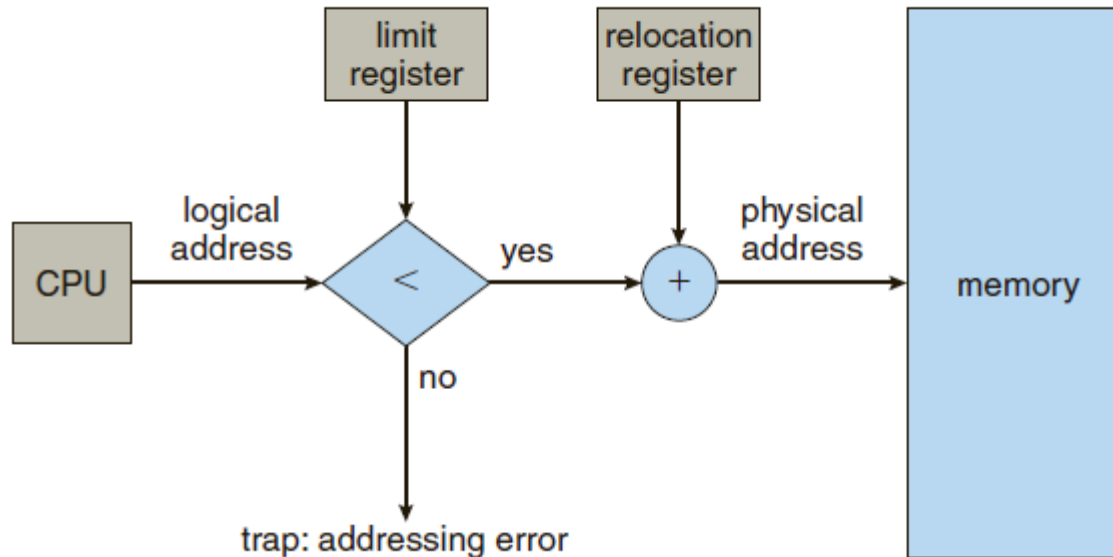 limit
register
relocation
register
logical
address
physical
address
CPU
<
yes
+
memory
no
trap: addressing error